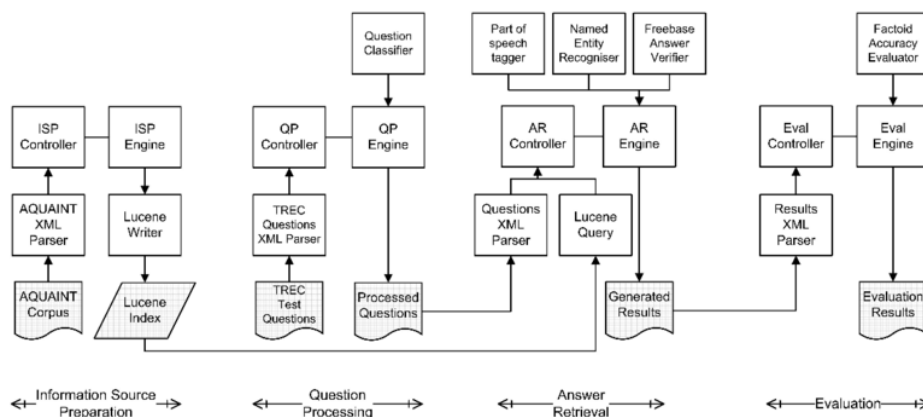 Question
Classifier
Part of
speech
tagger
Named
Entity
Recogniser
Freebase
Answer
Verifier
Factoid
Accuracy
Evaluator
ISP
Controller
ISP
Engine
QP
Controller
QP
Engine
AR
Controller
AR
Engine
Eval
Controller
Eval
Engine
AQUAINT
XML
Parser
Lucene
Writer
TREC
Questions
XML Parser
Questions
XML
Parser
Lucene
Query
Results
XML
Parser
AQUAINT
Corpus
Lucene
Index
TREC
Test
Questions
Processed
Questions
Generated
Results
Evaluation
Results
Information Source
Preparation
Question
Processing
Answer
Retrieval
Evaluation